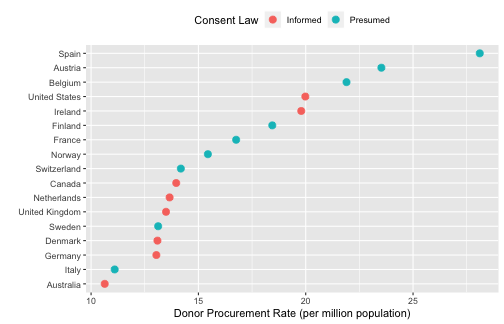 Consent Law Informed Presumed
Spain
Austria
Belgium
United States
Ireland
Finland
France
Norway
Switzerland
Canada
Netherlands
United Kingdom
Sweden
Denmark
Germany
Italy
Australia
10 15 20 25
Donor Procurement Rate (per million population)